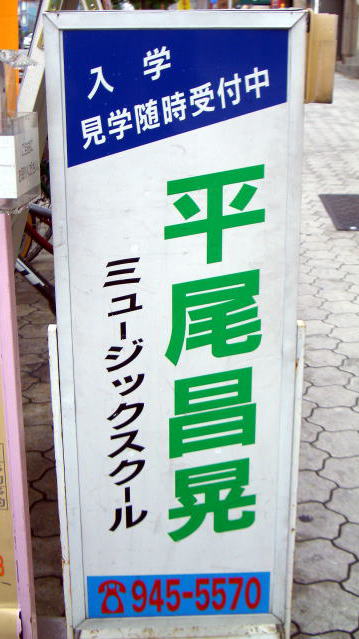 入学
見学随時受付中
平尾昌晃
ミュージックスクール
☎945-5570